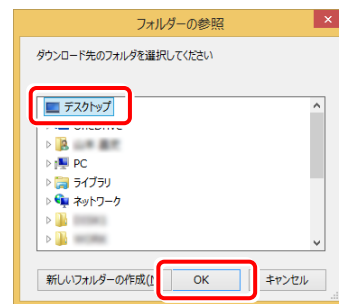 フォルダーの参照
ダウンロード先のフォルダを選択してください
デスクトップ
OneDrive
PC
ライブラリ
ネットワーク
新しいフォルダーの作成(
OK
キャンセル